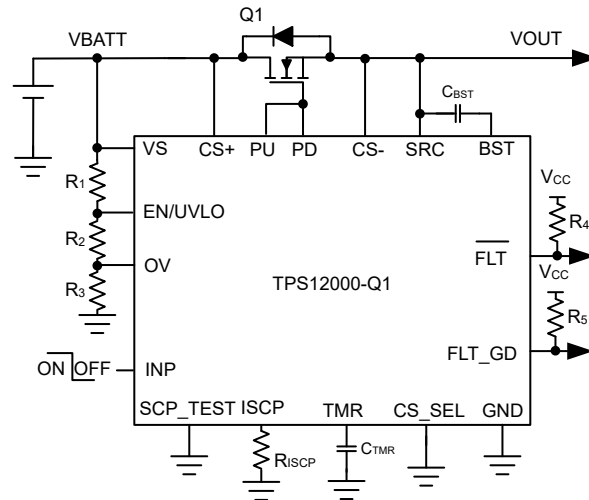 Q1
VBATT
VOUT
CBST
VS
CS+
PU
PD
CS-
SRC
BST
R1
EN/UVLO
R2
OV
R3
TPS12000-Q1
VCC
R4
FLT
VCC
R5
FLT_GD
ON OFF
INP
SCP_TEST
ISCP
TMR
CS_SEL
GND
RISCP
CTMR